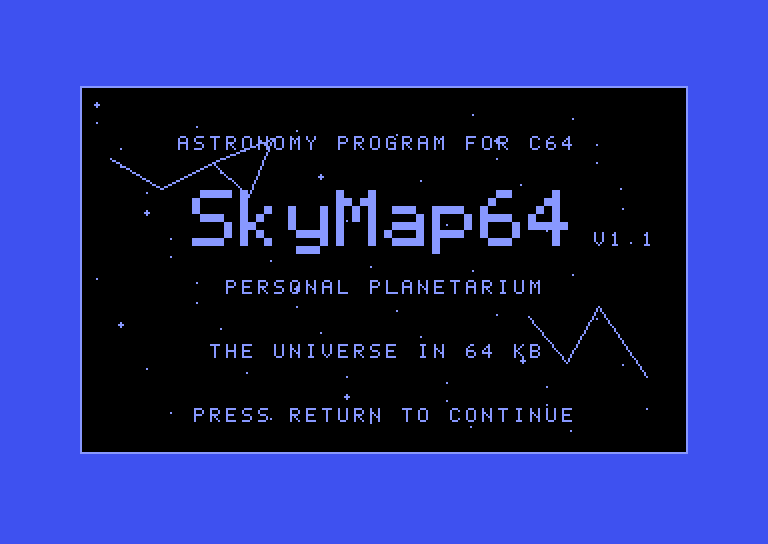 ASTRONOMY PROGRAM FOR C64
SkyMap64 V1.1
PERSONAL PLANETARIUM
THE UNIVERSE IN 64 KB
PRESS RETURN TO CONTINUE